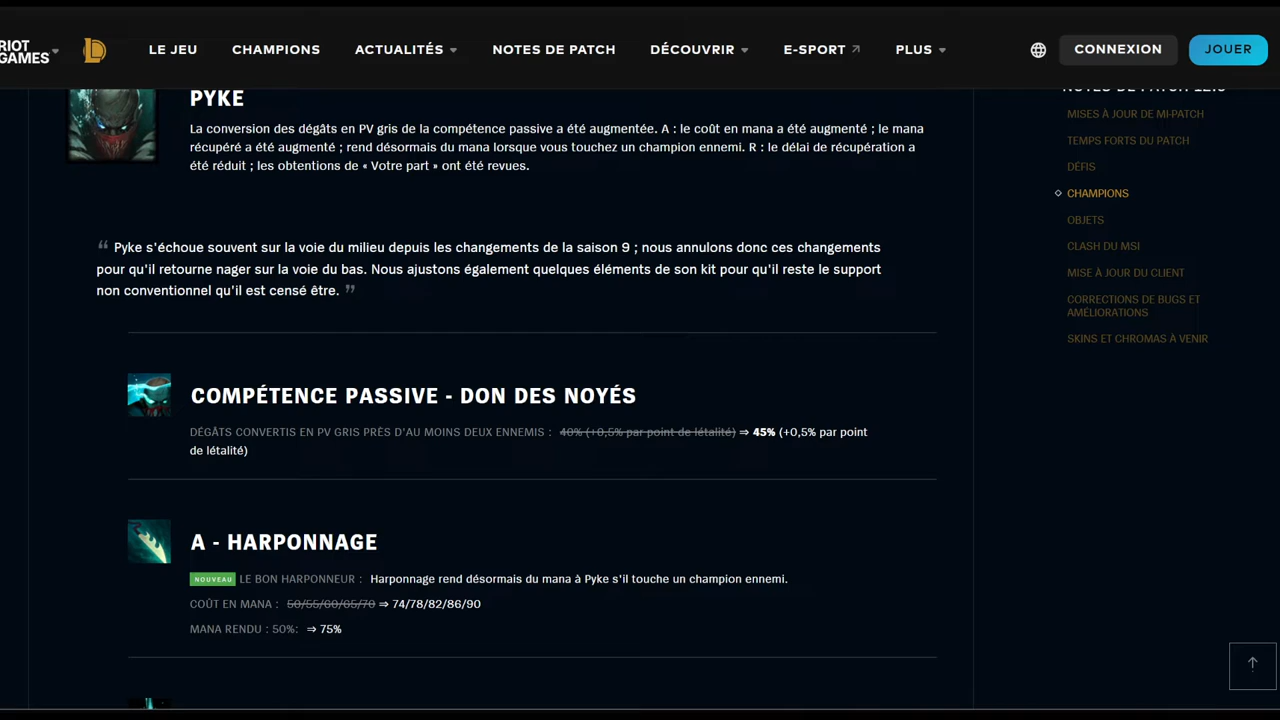 RIOT
GAMES
LE JEU
CHAMPIONS
ACTUALITÉS
NOTES DE PATCH
DÉCOUVRIR
E-SPORT
PLUS
CONNEXION
JOUER
PYKE
La conversion des dégâts en PV gris de la compétence passive a été augmentée. A : le coût en mana a été augmenté ; le mana
récupéré a été augmenté ; rend désormais du mana lorsque vous touchez un champion ennemi. R : le délai de récupération a
été réduit ; les obtentions de « Votre part » ont été revues.
“ Pyke s'échoue souvent sur la voie du milieu depuis les changements de la saison 9 ; nous annulons donc ces changements
pour qu'il retourne nager sur la voie du bas. Nous ajustons également quelques éléments de son kit pour qu'il reste le support
non conventionnel qu'il est censé être. ”
COMPÉTENCE PASSIVE - DON DES NOYÉS
DÉGÂTS CONVERTIS EN PV GRIS PRÈS D'AU MOINS DEUX ENNEMIS : 40% (+0,5% par point de létalité) ⇒ 45% (+0,5% par point
de létalité)
A - HARPONNAGE
NOUVEAU LE BON HARPONNEUR : Harponnage rend désormais du mana à Pyke s'il touche un champion ennemi.
COÛT EN MANA : 50/55/60/65/70 ⇒ 74/78/82/86/90
MANA RENDU : 50%: ⇒ 75%
NOTES DE PATCH
MISES À JOUR DE MI-PATCH
TEMPS FORTS DU PATCH
DÉFIS
CHAMPIONS
OBJETS
CLASH DU MSI
MISE À JOUR DU CLIENT
CORRECTIONS DE BUGS ET
AMÉLIORATIONS
SKINS ET CHROMAS À VENIR